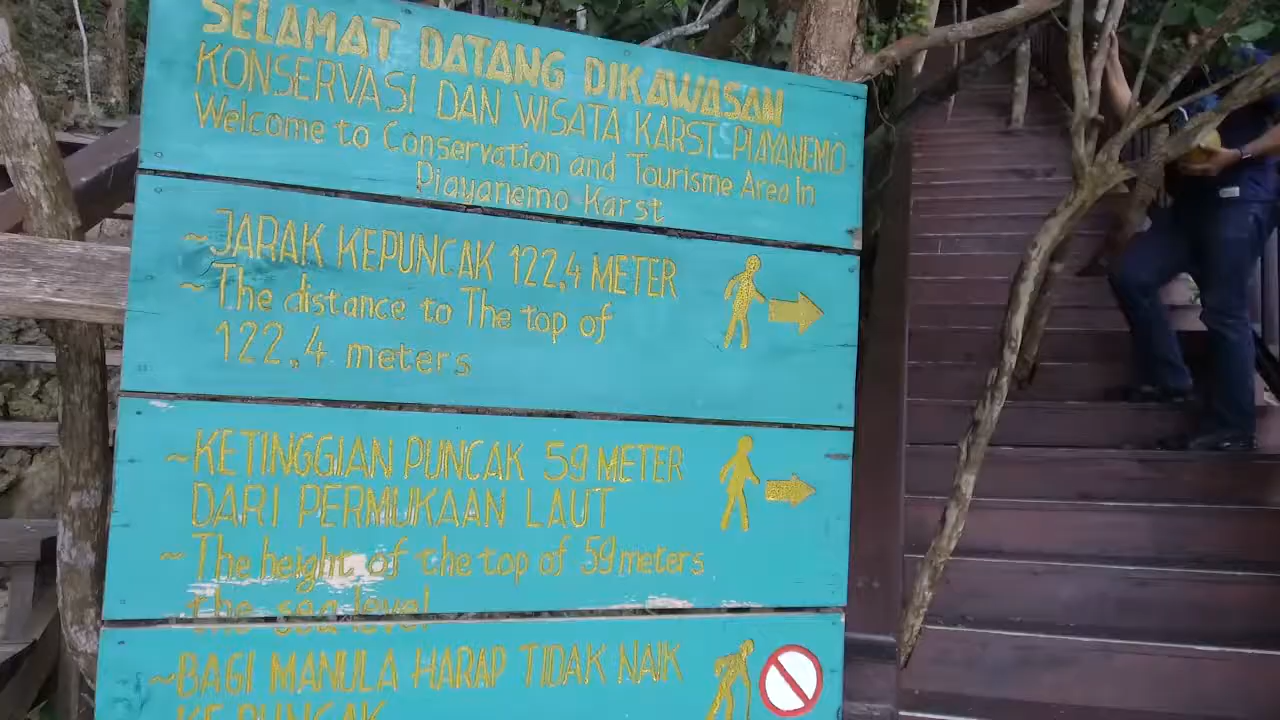 SELAMAT DATANG DIKAWASAN
KONSERVASI DAN WISATA KARST PIAYANEMO
Welcome to Conservation and Tourisme Area In
Piayanemo Karst
~JARAK KEPUNCAK 122,4 METER
~ The distance to The top of
122,4 meters
~KETINGGIAN PUNCAK 59 METER
DARI PERMUKAAN LAUT
~The height of the top of 59 meters
the sea level
~BAGI MANULA HARAP TIDAK NAIK
KE PUNCAK